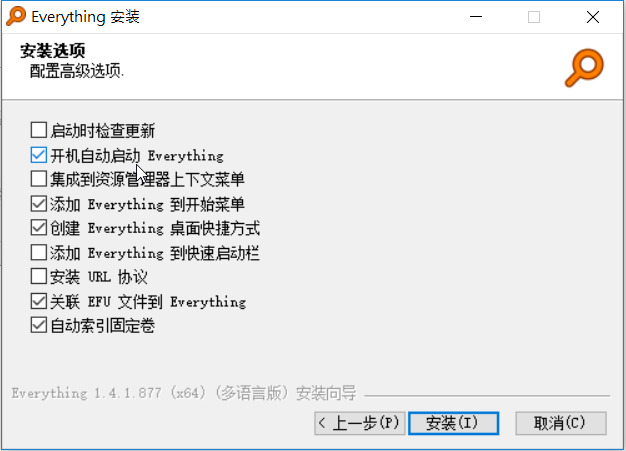 Everything 安装
安装选项
配置高级选项.
启动时检查更新
开机自动启动 Everything
集成到资源管理器上下文菜单
添加 Everything 到开始菜单
创建 Everything 桌面快捷方式
添加 Everything 到快速启动栏
安装 URL 协议
关联 EFU 文件到 Everything
自动索引固定卷
Everything 1.4.1.877 (x64) (多语言版) 安装向导
< 上一步(P) 安装(I) 取消(C)